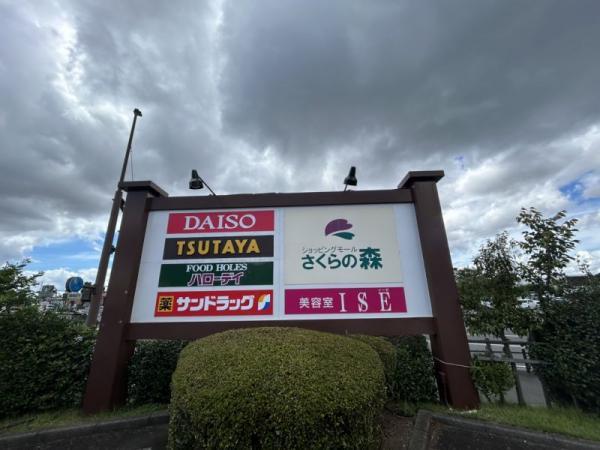 DAISO
TSUTAYA
FOOD HOLES
ハローデイ
薬 サンドラッグ
ショッピングモール
さくらの森
美容室 ISE